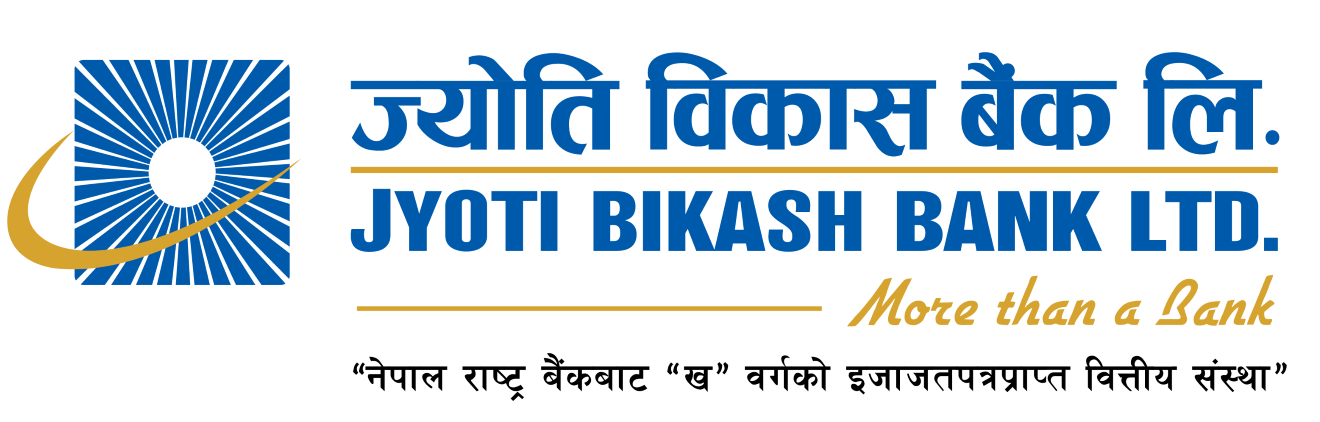 ज्योति विकास बैंक लि.
JYOTI BIKASH BANK LTD.
More than a Bank
“नेपाल राष्ट्र बैंकबाट “ख” वर्गको इजाजतपत्रप्राप्त वित्तीय संस्था”